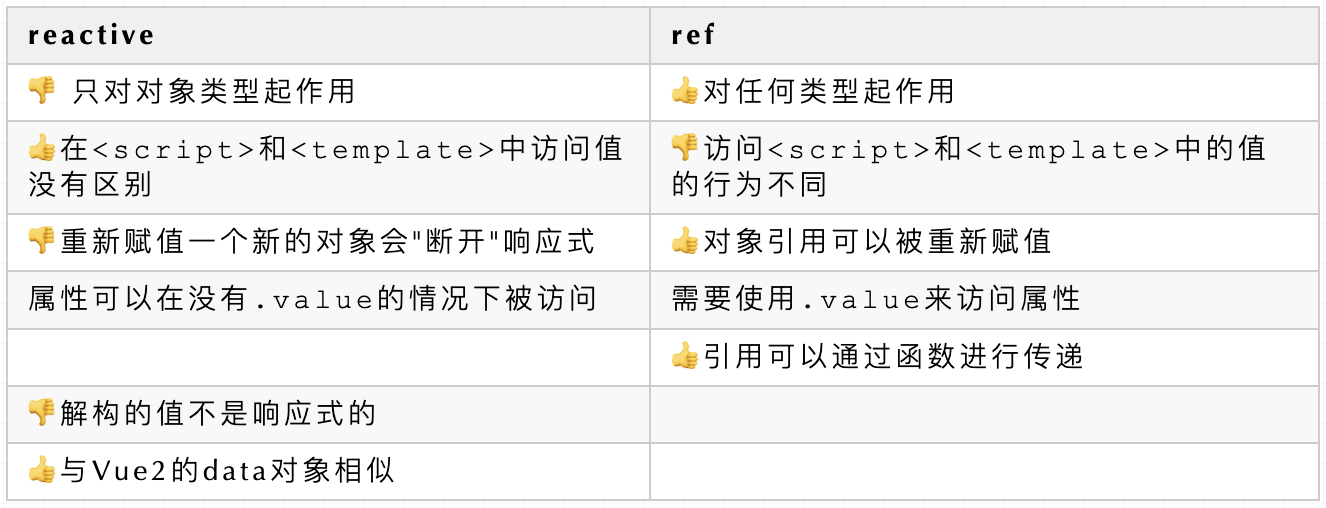 reactive
ref
👎 只对对象类型起作用
👍对任何类型起作用
👍在<script>和<template>中访问值
没有区别
👎访问<script>和<template>中的值
的行为不同
👎重新赋值一个新的对象会"断开"响应式
👍对象引用可以被重新赋值
属性可以在没有.value的情况下被访问
需要使用.value来访问属性
👍引用可以通过函数进行传递
👎解构的值不是响应式的
👍与Vue2的data对象相似